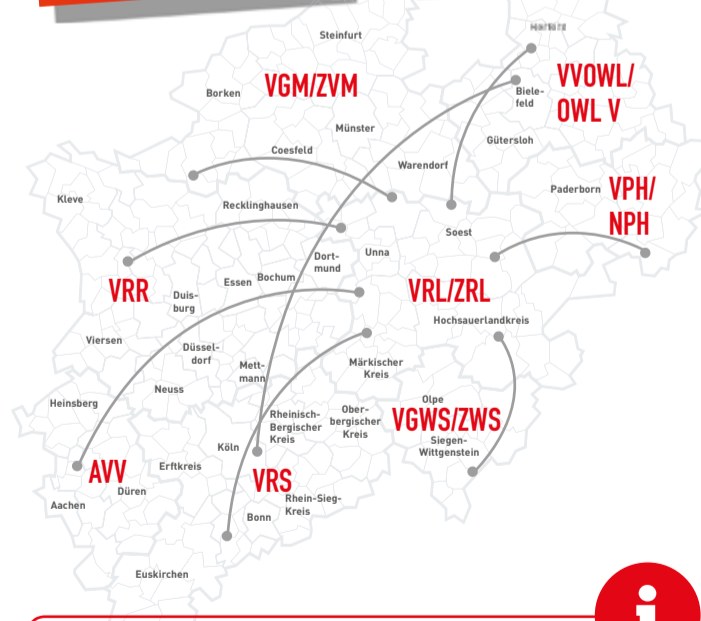 Steinfurt
VGM/ZVM
Borken
Münster
Coesfeld
Warendorf
VVOWL/
OWL V
Biele-
feld
Gütersloh
Paderborn
VPH/
NPH
Kleve
Recklinghausen
Soest
Unna
Dort-
mund
Bochum
Essen
VRR
Duis-
burg
VRL/ZRL
Hochsauerlandkreis
Viersen
Düssel-
dorf
Mett-
mann
Märkischer
Kreis
Neuss
Heinsberg
Olpe
VGWS/ZWS
Siegen-
Wittgenstein
Rheinisch-
Bergischer
Kreis
Ober-
bergischer
Kreis
Köln
Erftkreis
AVV
Düren
Aachen
VRS
Rhein-Sieg-
Kreis
Bonn
Euskirchen
i